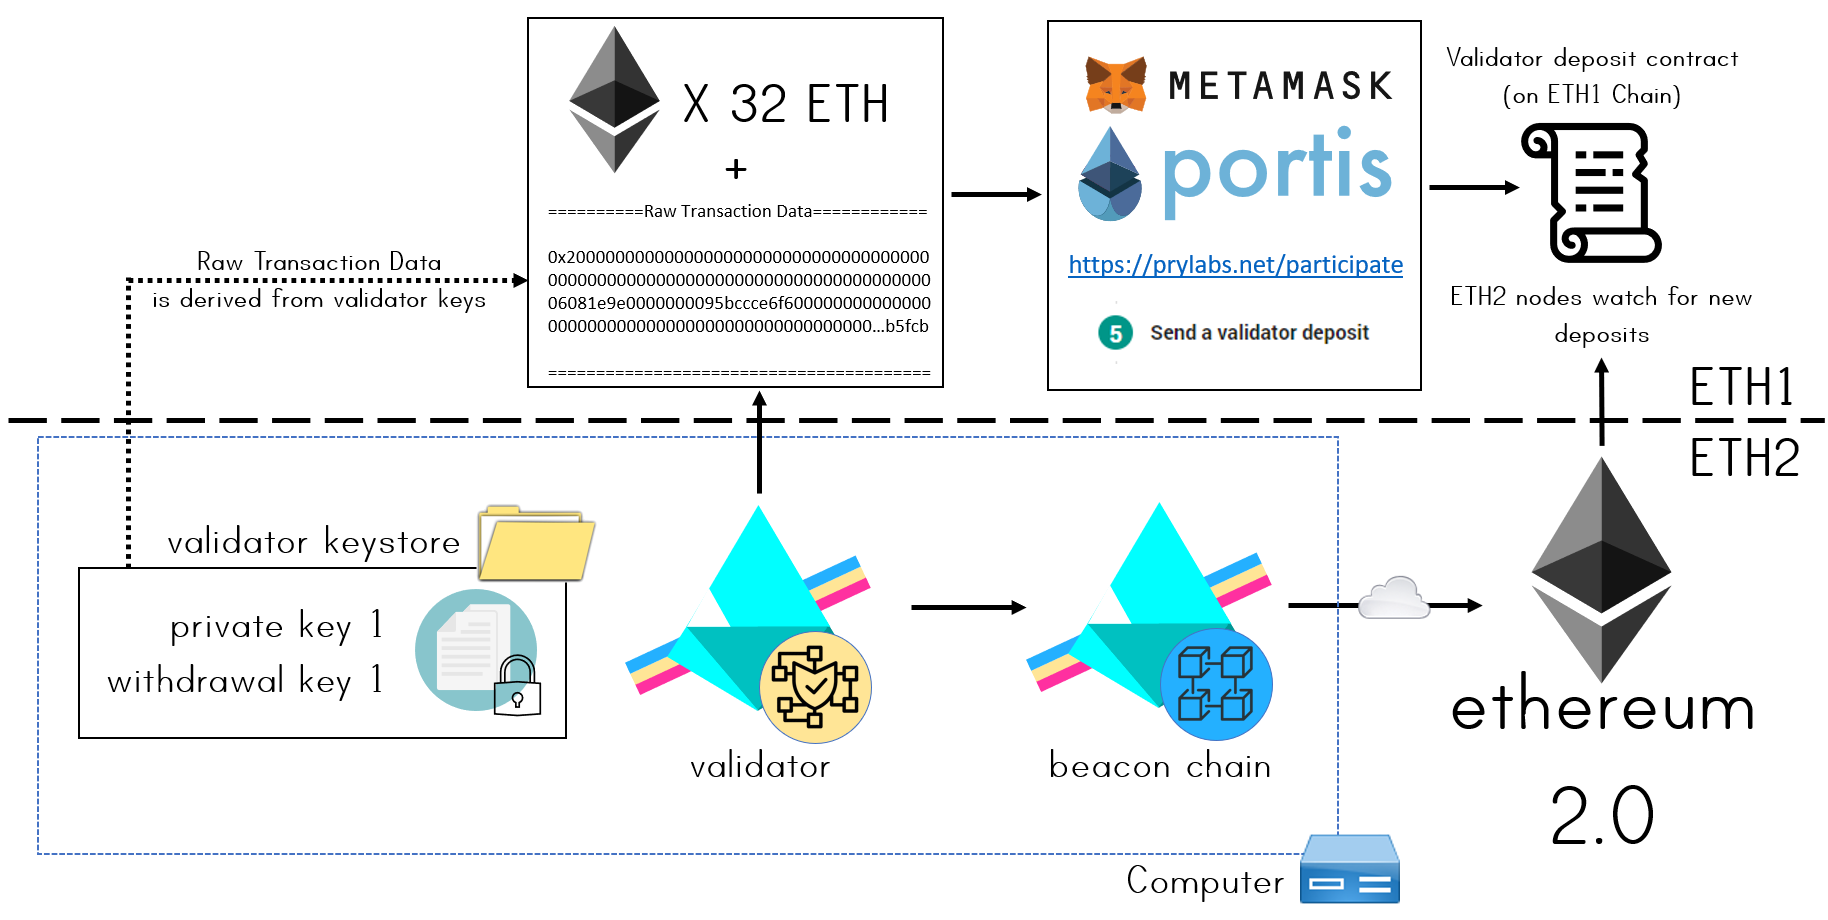 X 32 ETH
+
==========Raw Transaction Data============
0x20000000000000000000000000000000000000
0000000000000000000000000000000000000000
06081e9e0000000095bccce6f600000000000000
0000000000000000000000000000000000...b5fcb
=======================================
METAMASK
portis
https://prylabs.net/participate
5 Send a validator deposit
Validator deposit contract
(on ETH1 Chain)
ETH2 nodes watch for new
deposits
Raw Transaction Data
is derived from validator keys
ETH1
ETH2
validator keystore
private key 1
withdrawal key 1
validator
beacon chain
ethereum
2.0
Computer